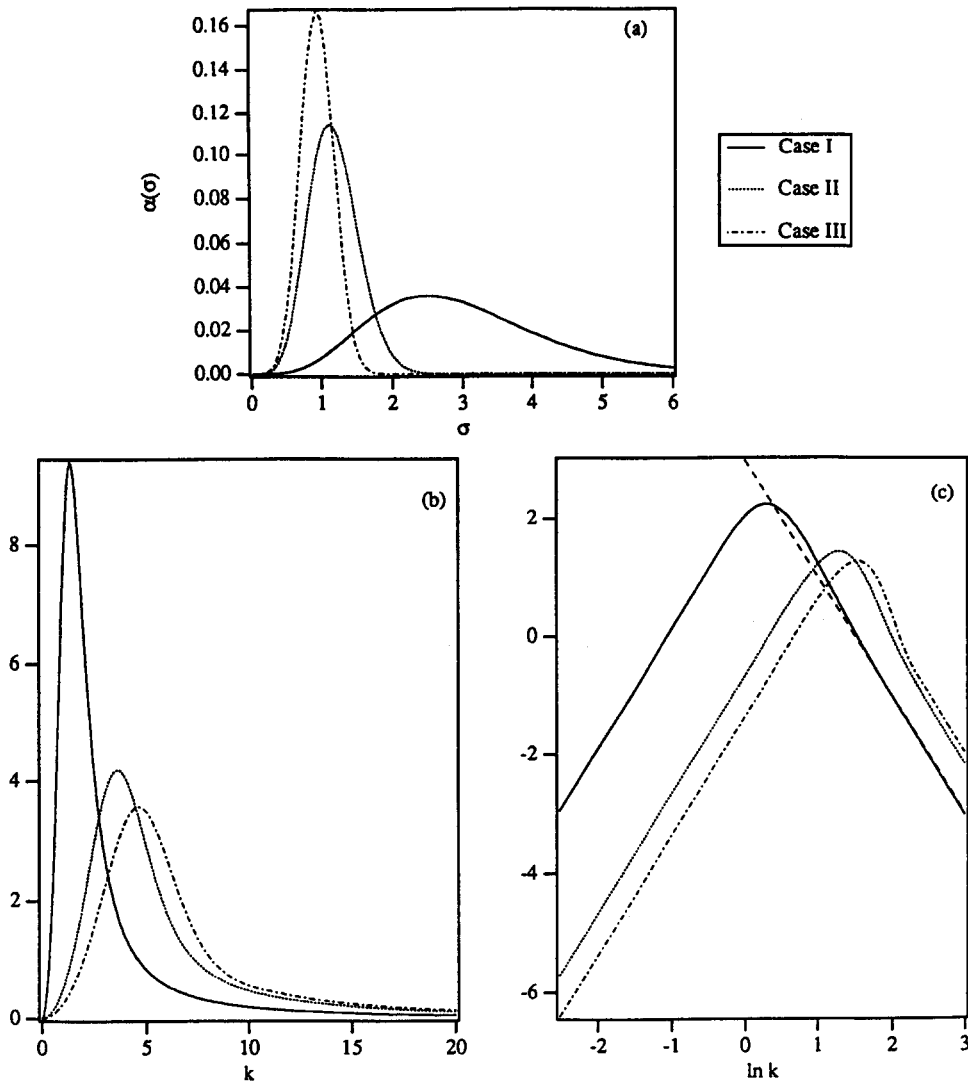 (a)
0.16
0.14
0.12
0.10
0.08
0.06
0.04
0.02
0.00
α(σ)
0 1 2 3 4 5 6
σ
Case I
Case II
Case III
(b)
8
6
4
2
0
0 5 10 15 20
k
(c)
2
0
-2
-4
-6
-2 -1 0 1 2 3
ln k